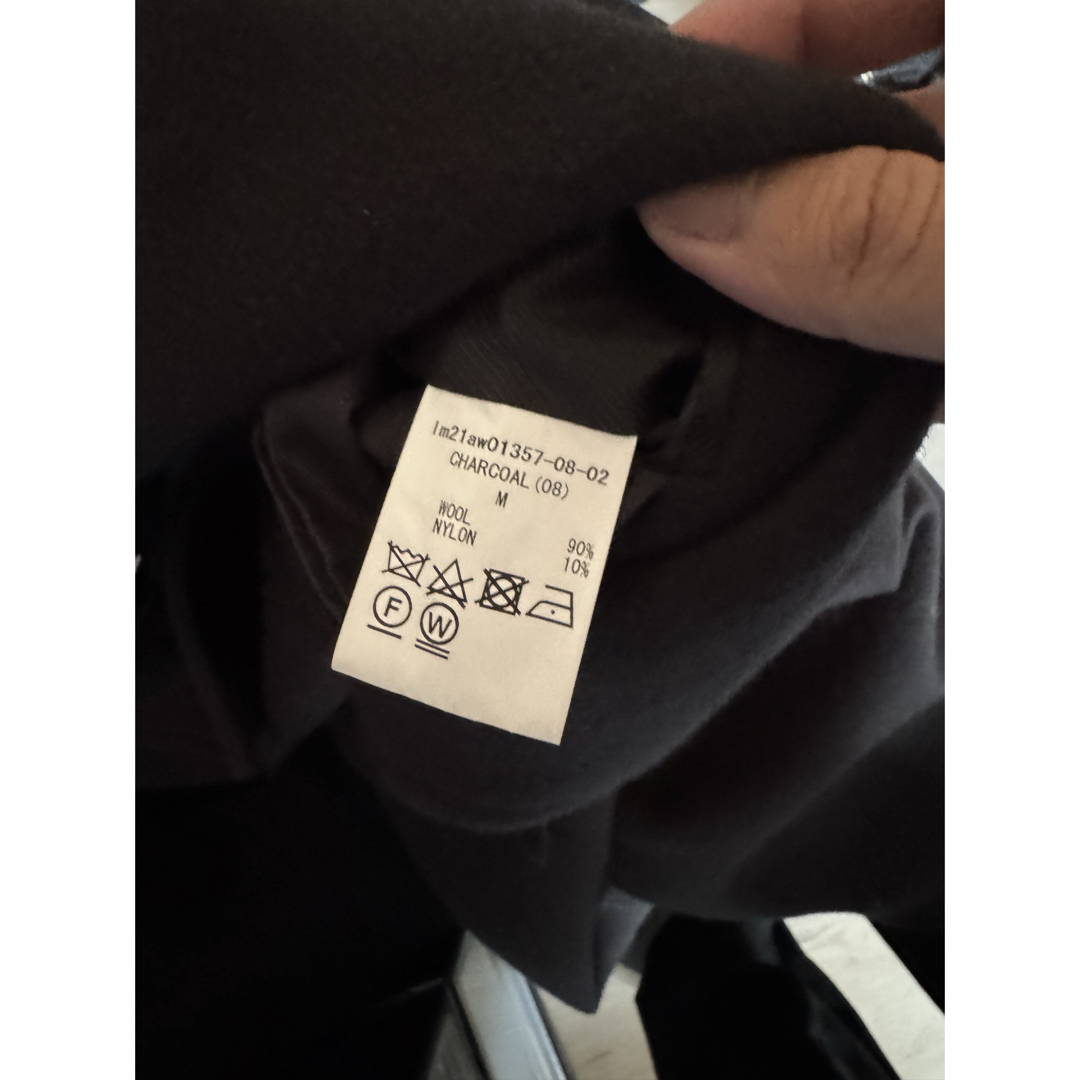 lm21aw01357-08-02
CHARCOAL(08)
M
WOOL 90%
NYLON 10%
F W